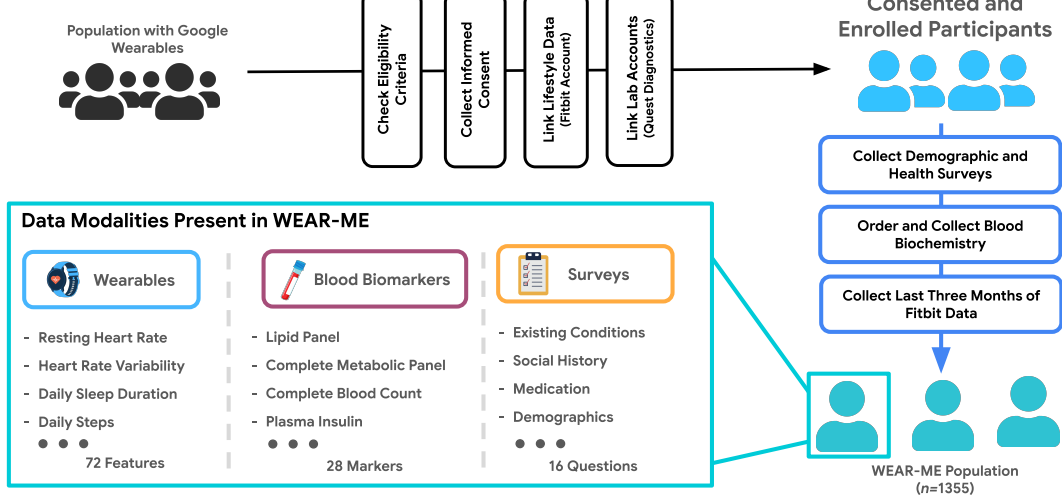 Population with Google
Wearables
Check Eligibility
Criteria
Collect Informed
Consent
Link Lifestyle Data
(Fitbit Account)
Link Lab Accounts
(Quest Diagnostics)
Consented and
Enrolled Participants
Collect Demographic and
Health Surveys
Order and Collect Blood
Biochemistry
Collect Last Three Months of
Fitbit Data
WEAR-ME Population
(n=1355)
Data Modalities Present in WEAR-ME
Wearables
- Resting Heart Rate
- Heart Rate Variability
- Daily Sleep Duration
- Daily Steps
72 Features
Blood Biomarkers
- Lipid Panel
- Complete Metabolic Panel
- Complete Blood Count
- Plasma Insulin
28 Markers
Surveys
- Existing Conditions
- Social History
- Medication
- Demographics
16 Questions